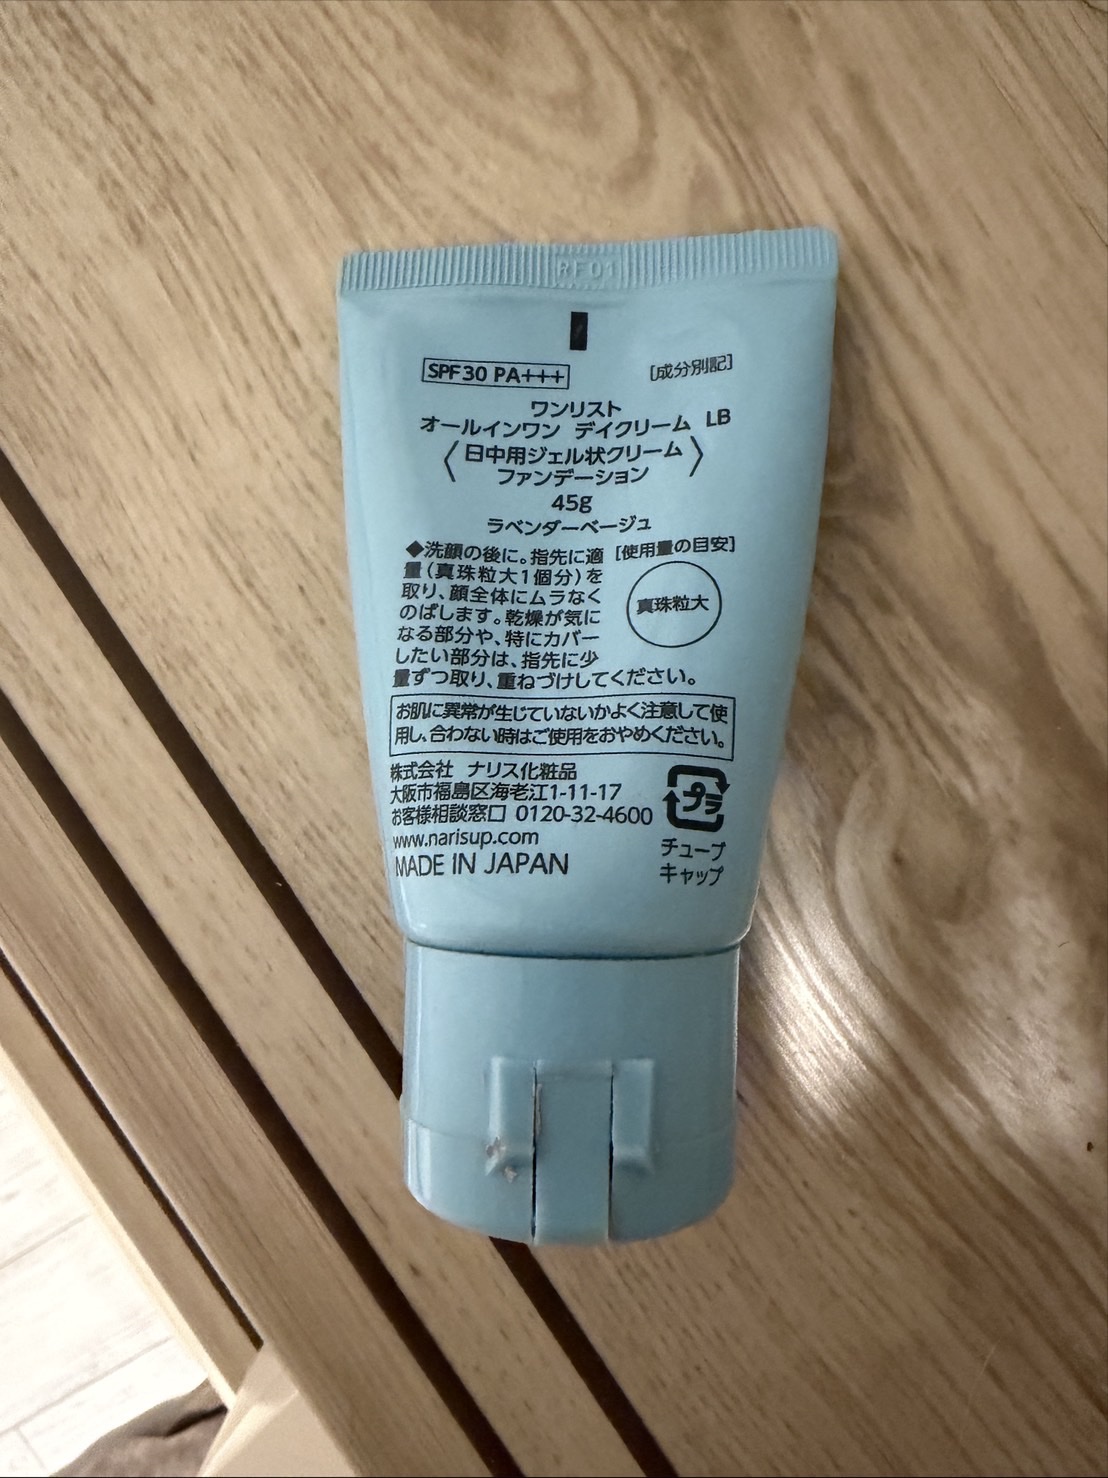 RF01
SPF30 PA+++ [成分別記]
ワンリスト
オールインワン デイクリーム LB
〈日中用ジェル状クリーム
ファンデーション〉
45g
ラベンダーベージュ
◆洗顔の後に。指先に適
量(真珠粒大1個分)を
取り、顔全体にムラなく
のばします。乾燥が気に
なる部分や、特にカバー
したい部分は、指先に少
量ずつ取り、重ねづけしてください。
[使用量の目安]
真珠粒大
お肌に異常が生じていないかよく注意して使
用し、合わない時はご使用をおやめください。
株式会社 ナリス化粧品
大阪市福島区海老江1-11-17
お客様相談窓口 0120-32-4600
www.narisup.com
MADE IN JAPAN
プラ
チューブ
キャップ